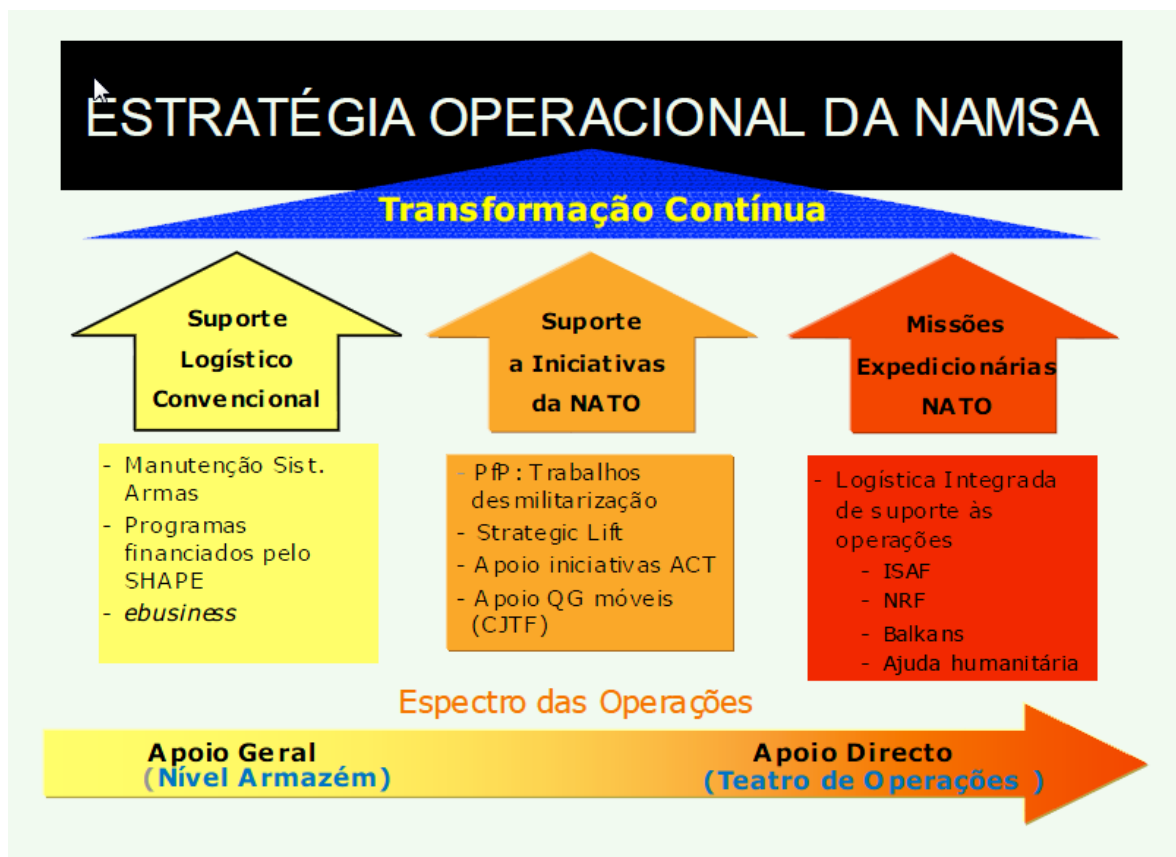 ESTRATÉGIA OPERACIONAL DA NAMSA
Transformação Contínua
Suporte
Logístico
Convencional
- Manutenção Sist.
Armas
- Programas
financiados pelo
SHAPE
- ebusiness
Suporte
a Iniciativas
da NATO
- PfP: Trabalhos
desmilitarização
- Strategic Lift
- Apoio iniciativas ACT
- Apoio QG móveis
(CJTF)
Missões
Expedicionárias
NATO
- Logística Integrada
de suporte às
operações
- ISAF
- NRF
- Balkans
- Ajuda humanitária
Espectro das Operações
Apoio Geral
(Nível Armazém)
Apoio Directo
(Teatro de Operações )